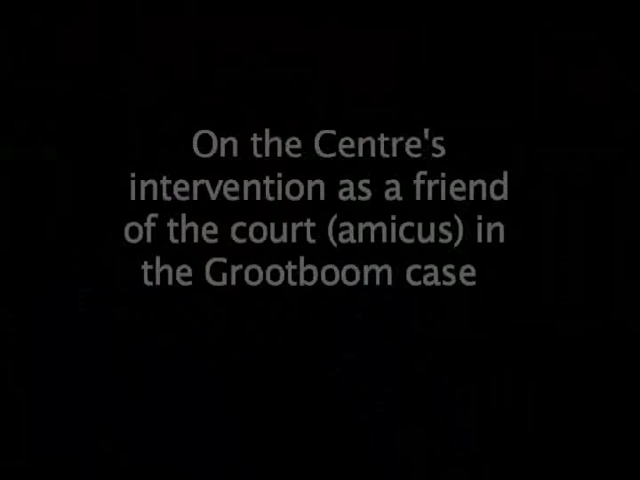 On the Centre's
intervention as a friend
of the court (amicus) in
the Grootboom case